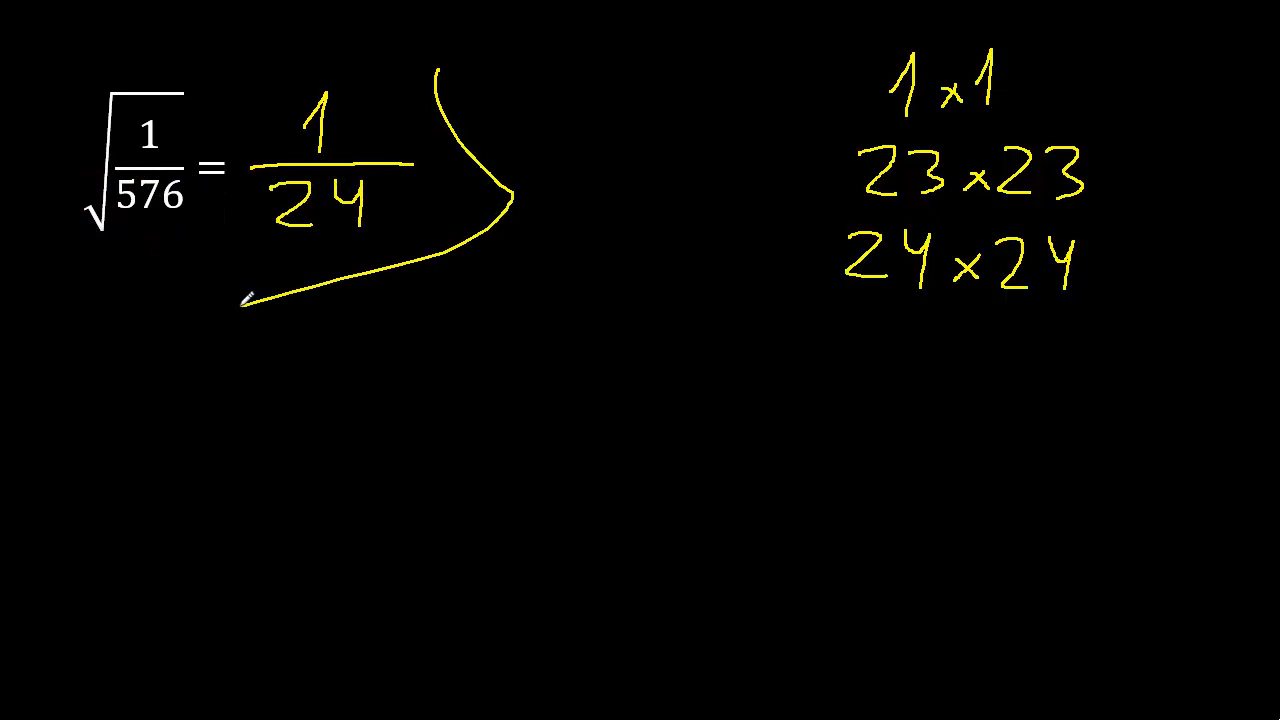 √(1/576) = 1/24
1 x 1
23 x 23
24 x 24